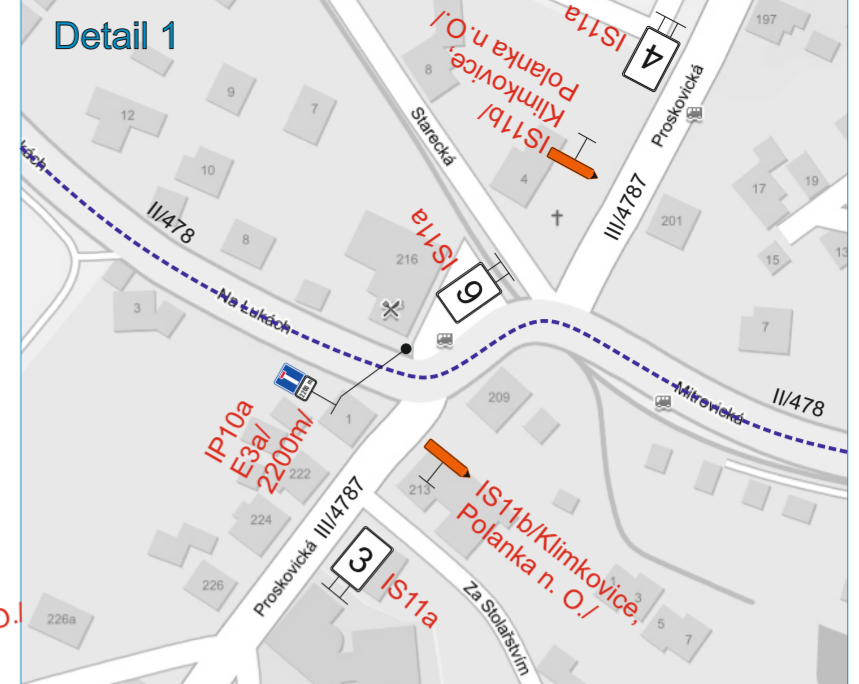 Detail 1
197
IS11a
4
8
IS11b/
Klimkovice,
Polanka n.O./
Proskovická
9
7
12
Starecká
kách
10
4
17
19
II/478
III/4787
201
IS11a
8
216
13
15
6
3
Na Lukách
7
2200 m
209
Mitrovická
II/478
IP10a
E3a/
2200m/
1
222
213
IS11b/Klimkovice,
Polanka n. O./
224
Proskovická
III/4787
3
IS11a
226
Za Stolařstvím
1
3
5
7
O./
226a